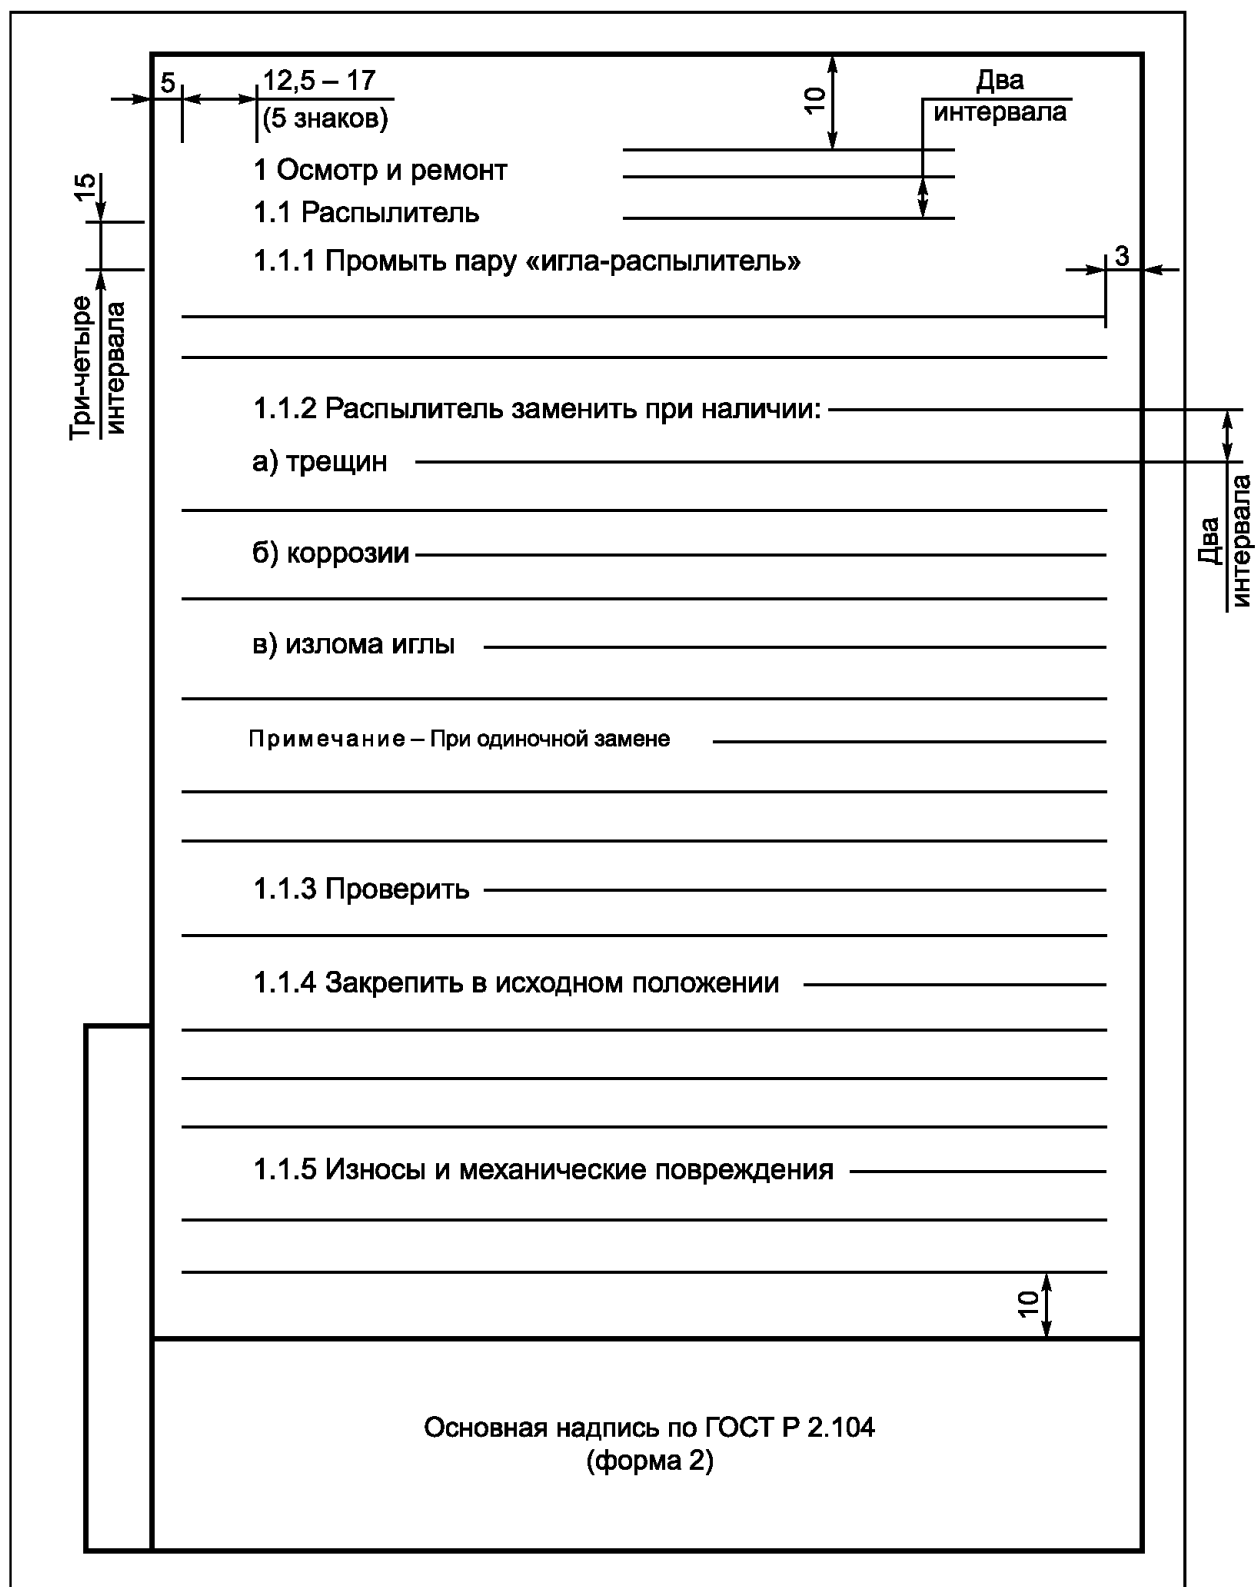 5
12,5 – 17
(5 знаков)
10
Два
интервала
1 Осмотр и ремонт
15
1.1 Распылитель
1.1.1 Промыть пару «игла-распылитель»
3
Три-четыре
интервала
1.1.2 Распылитель заменить при наличии:
а) трещин
Два
интервала
б) коррозии
в) излома иглы
Примечание – При одиночной замене
1.1.3 Проверить
1.1.4 Закрепить в исходном положении
1.1.5 Износы и механические повреждения
10
Основная надпись по ГОСТ Р 2.104
(форма 2)